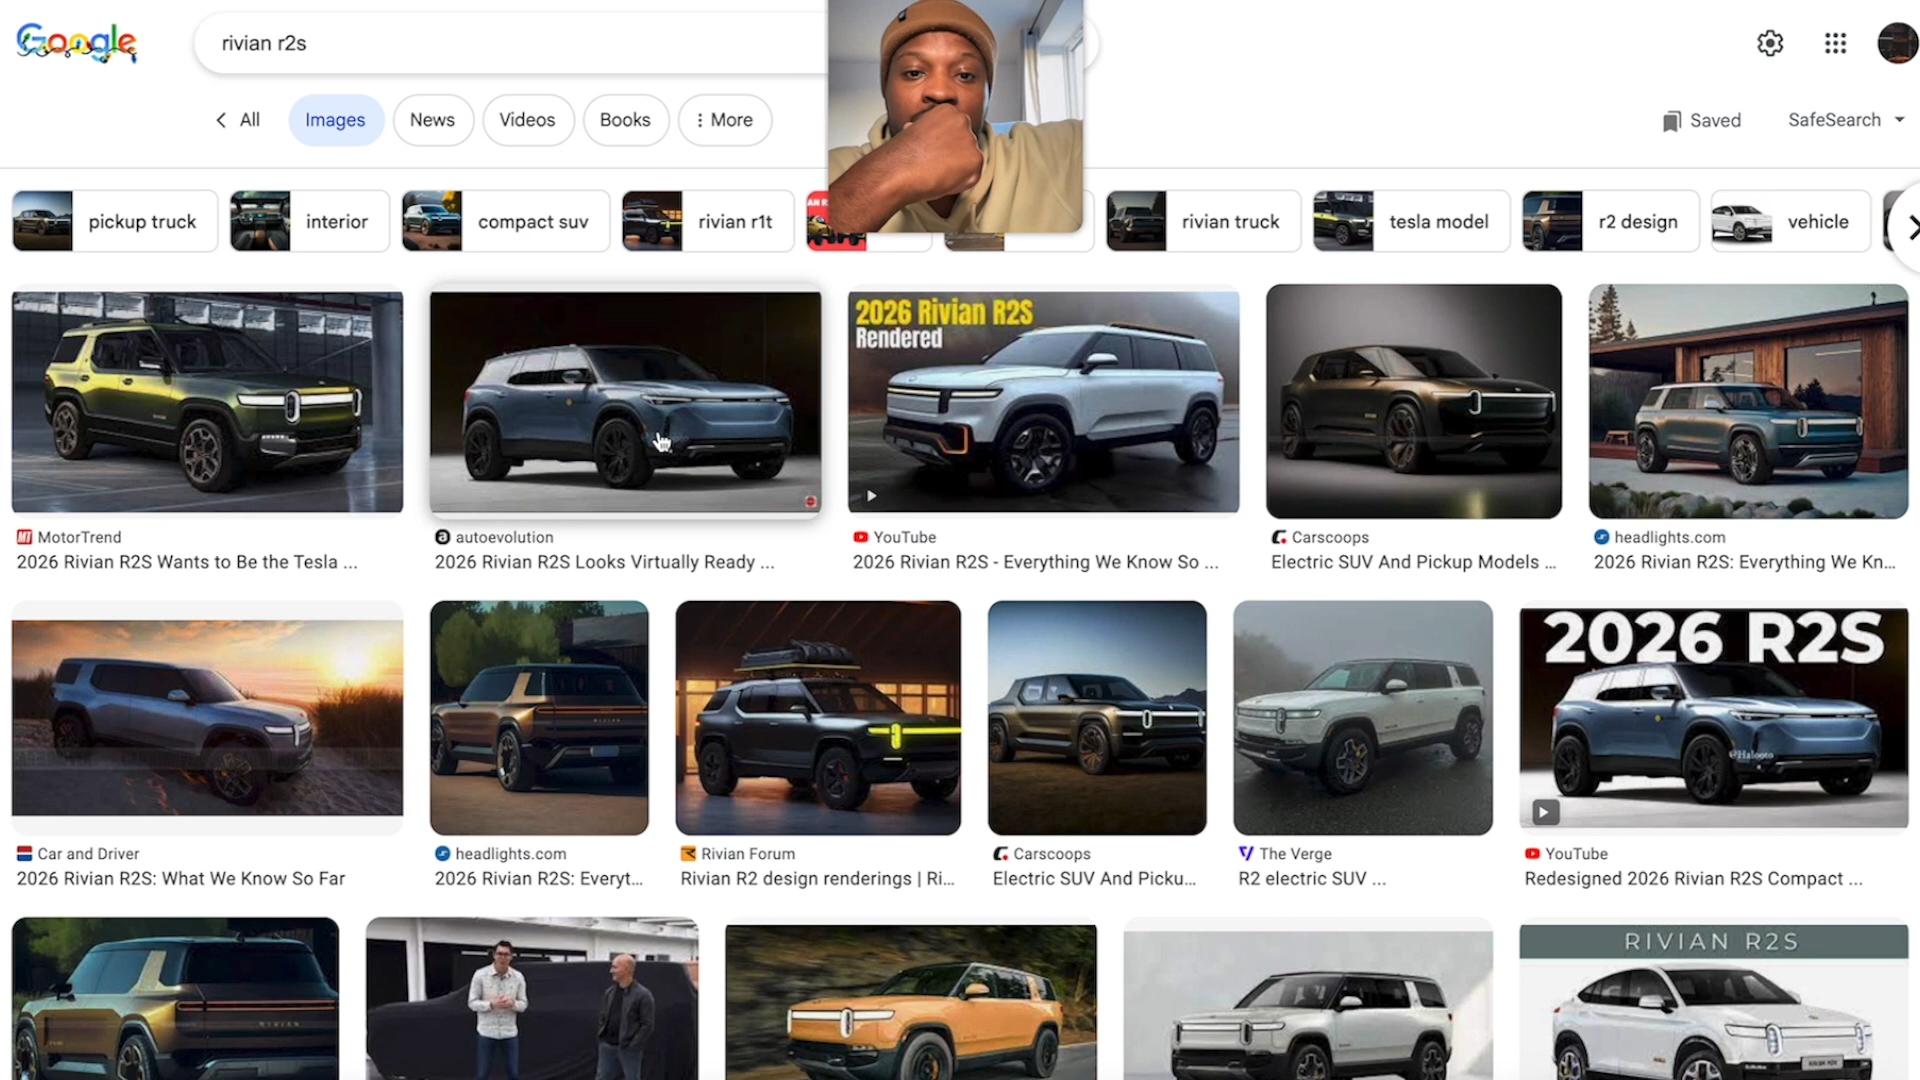 Google
rivian r2s
All
Images
News
Videos
Books
More
Saved
SafeSearch
pickup truck
interior
compact suv
rivian r1t
rivian truck
tesla model
r2 design
vehicle
2026 Rivian R2S
Rendered
MotorTrend
2026 Rivian R2S Wants to Be the Tesla ...
autoevolution
2026 Rivian R2S Looks Virtually Ready ...
YouTube
2026 Rivian R2S - Everything We Know So ...
Carscoops
Electric SUV And Pickup Models ...
headlights.com
2026 Rivian R2S: Everything We Kn...
2026 R2S
@Halooto
Car and Driver
2026 Rivian R2S: What We Know So Far
headlights.com
2026 Rivian R2S: Everyt...
Rivian Forum
Rivian R2 design renderings | Ri...
Carscoops
Electric SUV And Picku...
The Verge
R2 electric SUV ...
YouTube
Redesigned 2026 Rivian R2S Compact ...
RIVIAN R2S
RIVIAN
RIVIAN R2S